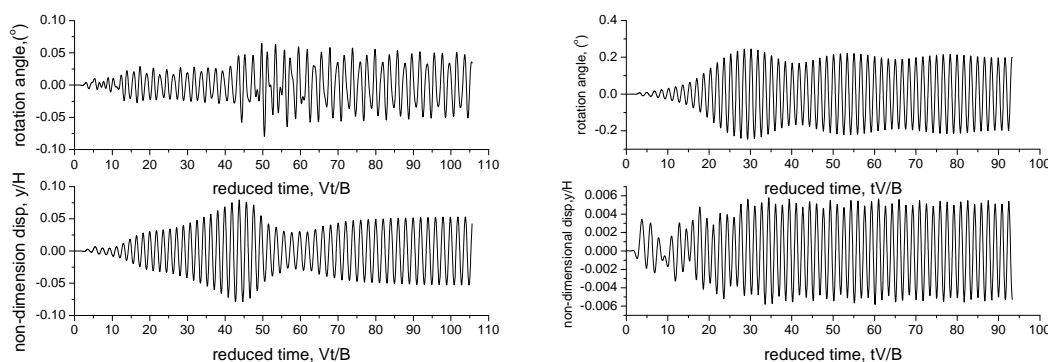 rotation angle,(°)
0.10
0.05
0.00
-0.05
-0.10
0 10 20 30 40 50 60 70 80 90 100 110
reduced time, Vt/B
non-dimension disp, y/H
0.10
0.05
0.00
-0.05
-0.10
0 10 20 30 40 50 60 70 80 90 100 110
reduced time, Vt/B
rotation angle, (°)
0.4
0.2
0.0
-0.2
0 10 20 30 40 50 60 70 80 90 100
reduced time, tV/B
non-dimensional disp,y/H
0.006
0.004
0.002
0.000
-0.002
-0.004
-0.006
0 10 20 30 40 50 60 70 80 90 100
reduced time, tV/B